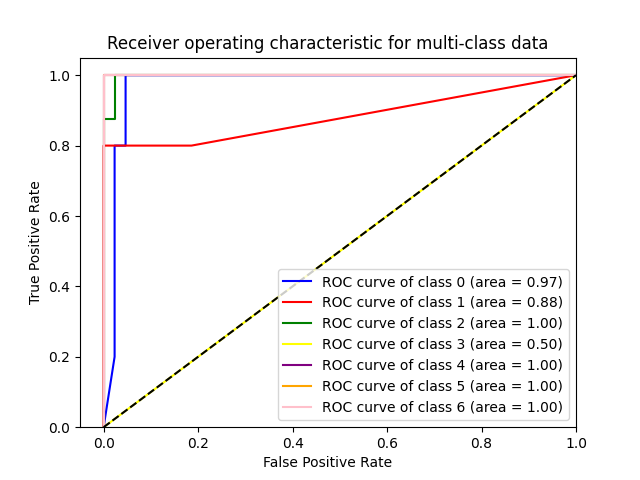 Receiver operating characteristic for multi-class data
True Positive Rate
1.0
0.8
0.6
0.4
0.2
0.0
0.0 0.2 0.4 0.6 0.8 1.0
False Positive Rate
ROC curve of class 0 (area = 0.97)
ROC curve of class 1 (area = 0.88)
ROC curve of class 2 (area = 1.00)
ROC curve of class 3 (area = 0.50)
ROC curve of class 4 (area = 1.00)
ROC curve of class 5 (area = 1.00)
ROC curve of class 6 (area = 1.00)